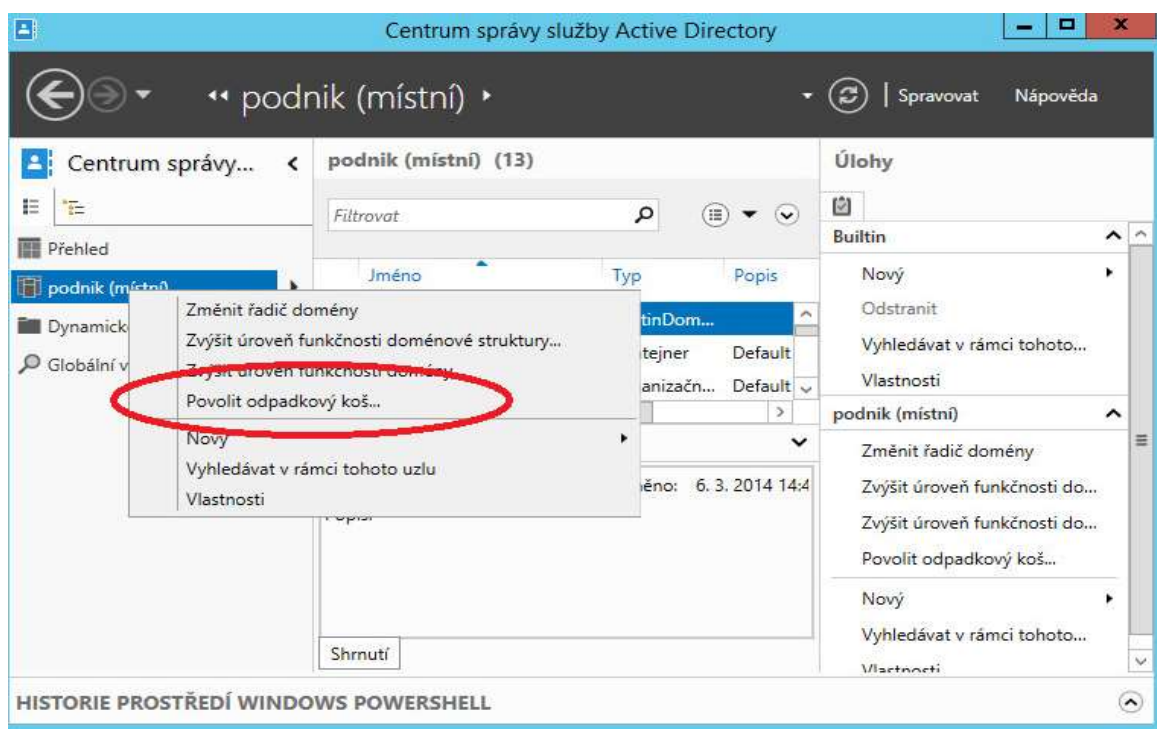 Centrum správy služby Active Directory
podnik (místní)
Spravovat Nápověda
Centrum správy...
Přehled
podnik (místní)
Dynamick
Globální v
podnik (místní) (13)
Filtrovat
Jméno Typ Popis
tinDom...
tejner Default
anizačn... Default
Změnit řadič domény
Zvýšit úroveň funkčnosti doménové struktury...
Zvýšit úroveň funkčnosti domény
Povolit odpadkový koš...
Nový
Vyhledávat v rámci tohoto uzlu
Vlastnosti
ěno: 6. 3. 2014 14:4
Shrnutí
Úlohy
Builtin
Nový
Odstranit
Vyhledávat v rámci tohoto...
Vlastnosti
podnik (místní)
Změnit řadič domény
Zvýšit úroveň funkčnosti do...
Zvýšit úroveň funkčnosti do...
Povolit odpadkový koš...
Nový
Vyhledávat v rámci tohoto...
Vlastnosti
HISTORIE PROSTŘEDÍ WINDOWS POWERSHELL